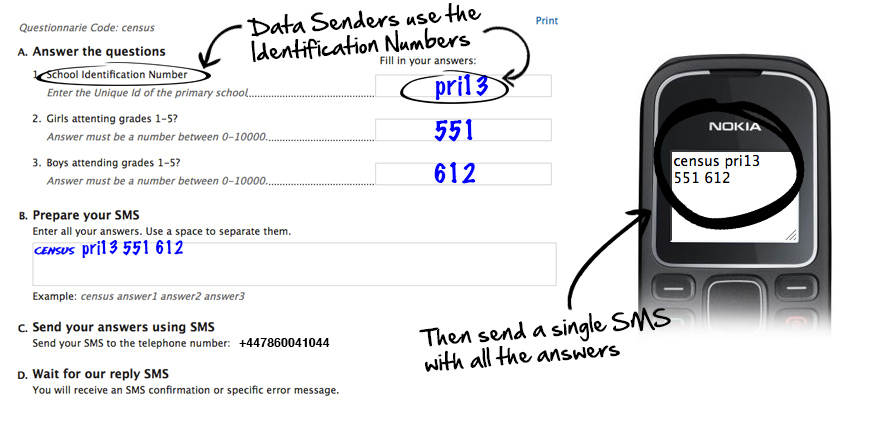 Questionnarie Code: census
Data Senders use the
Identification Numbers
Print
A. Answer the questions
Fill in your answers:
1. School Identification Number
Enter the Unique Id of the primary school
pri13
2. Girls attenting grades 1-5?
Answer must be a number between 0-10000.
551
3. Boys attending grades 1-5?
Answer must be a number between 0-10000.
612
B. Prepare your SMS
Enter all your answers. Use a space to separate them.
CENSUS pri13 551 612
Example: census answer1 answer2 answer3
C. Send your answers using SMS
Send your SMS to the telephone number: +447860041044
D. Wait for our reply SMS
You will receive an SMS confirmation or specific error message.
NOKIA
census pri13
551 612
Then send a single SMS
with all the answers